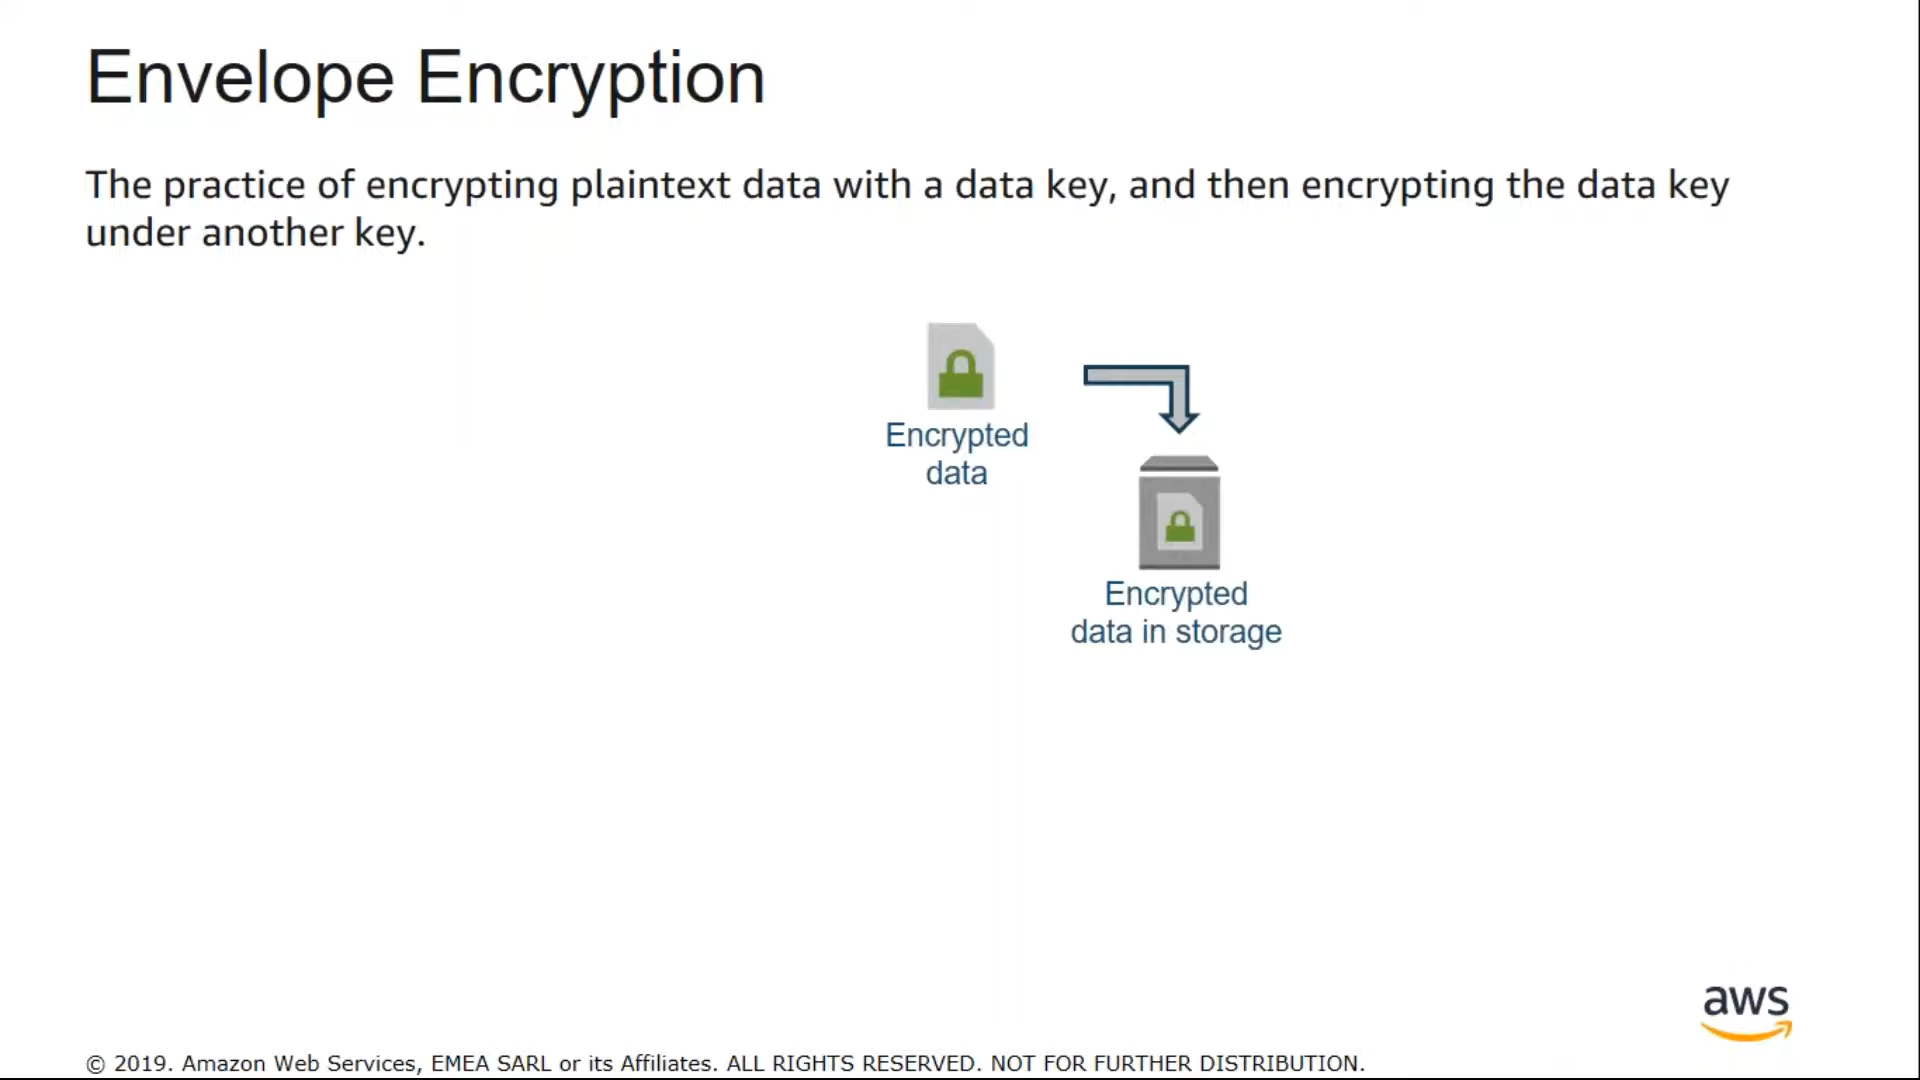 Envelope Encryption
The practice of encrypting plaintext data with a data key, and then encrypting the data key
under another key.
Encrypted
data
Encrypted
data in storage
aws
© 2019. Amazon Web Services, EMEA SARL or its Affiliates. ALL RIGHTS RESERVED. NOT FOR FURTHER DISTRIBUTION.